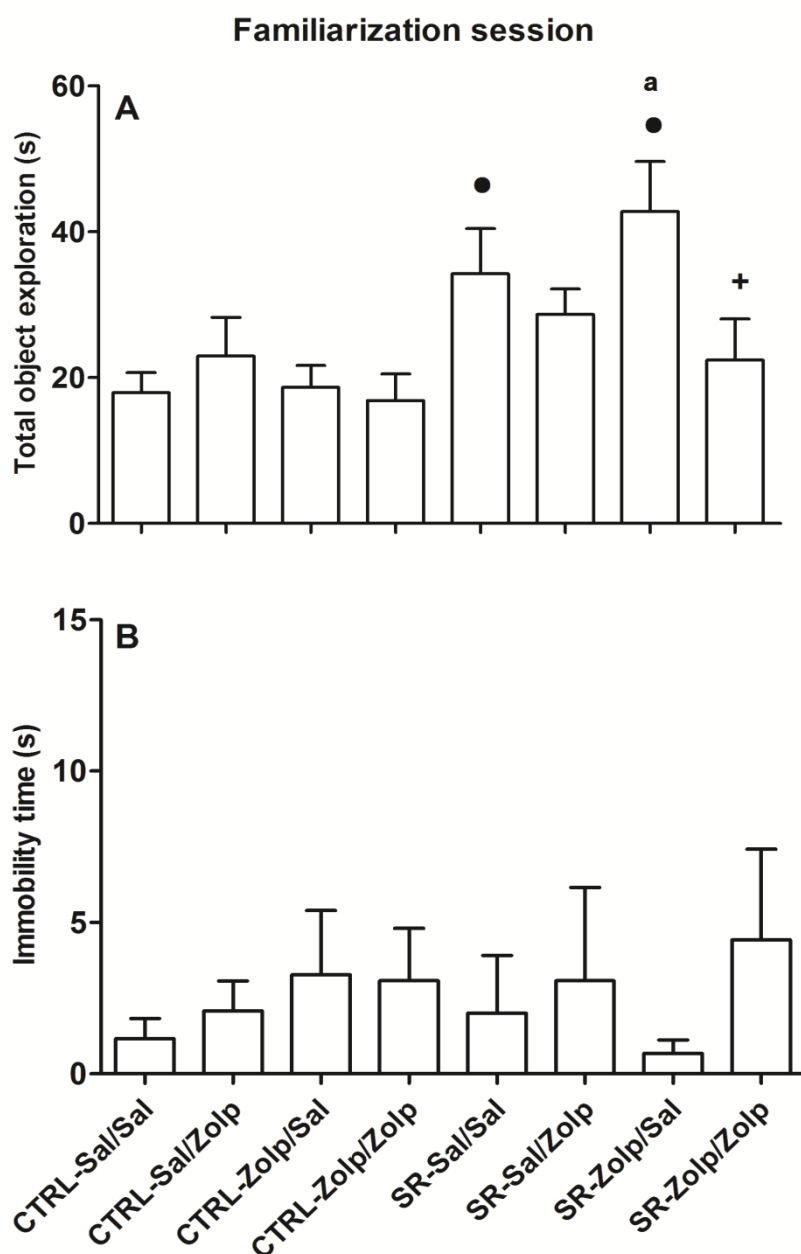 Familiarization session
A
Total object exploration (s)
60
40
20
0
a
●
●
+
B
Immobility time (s)
15
10
5
0
CTRL-Sal//Sal
CTRL-Sal/Zolp
CTRL-Zolp/Sal
CTRL-Zolp/Zolp
SR-Sal//Sal
SR-Sal/Zolp
SR-Zolp/Sal
SR-Zolp/Zolp